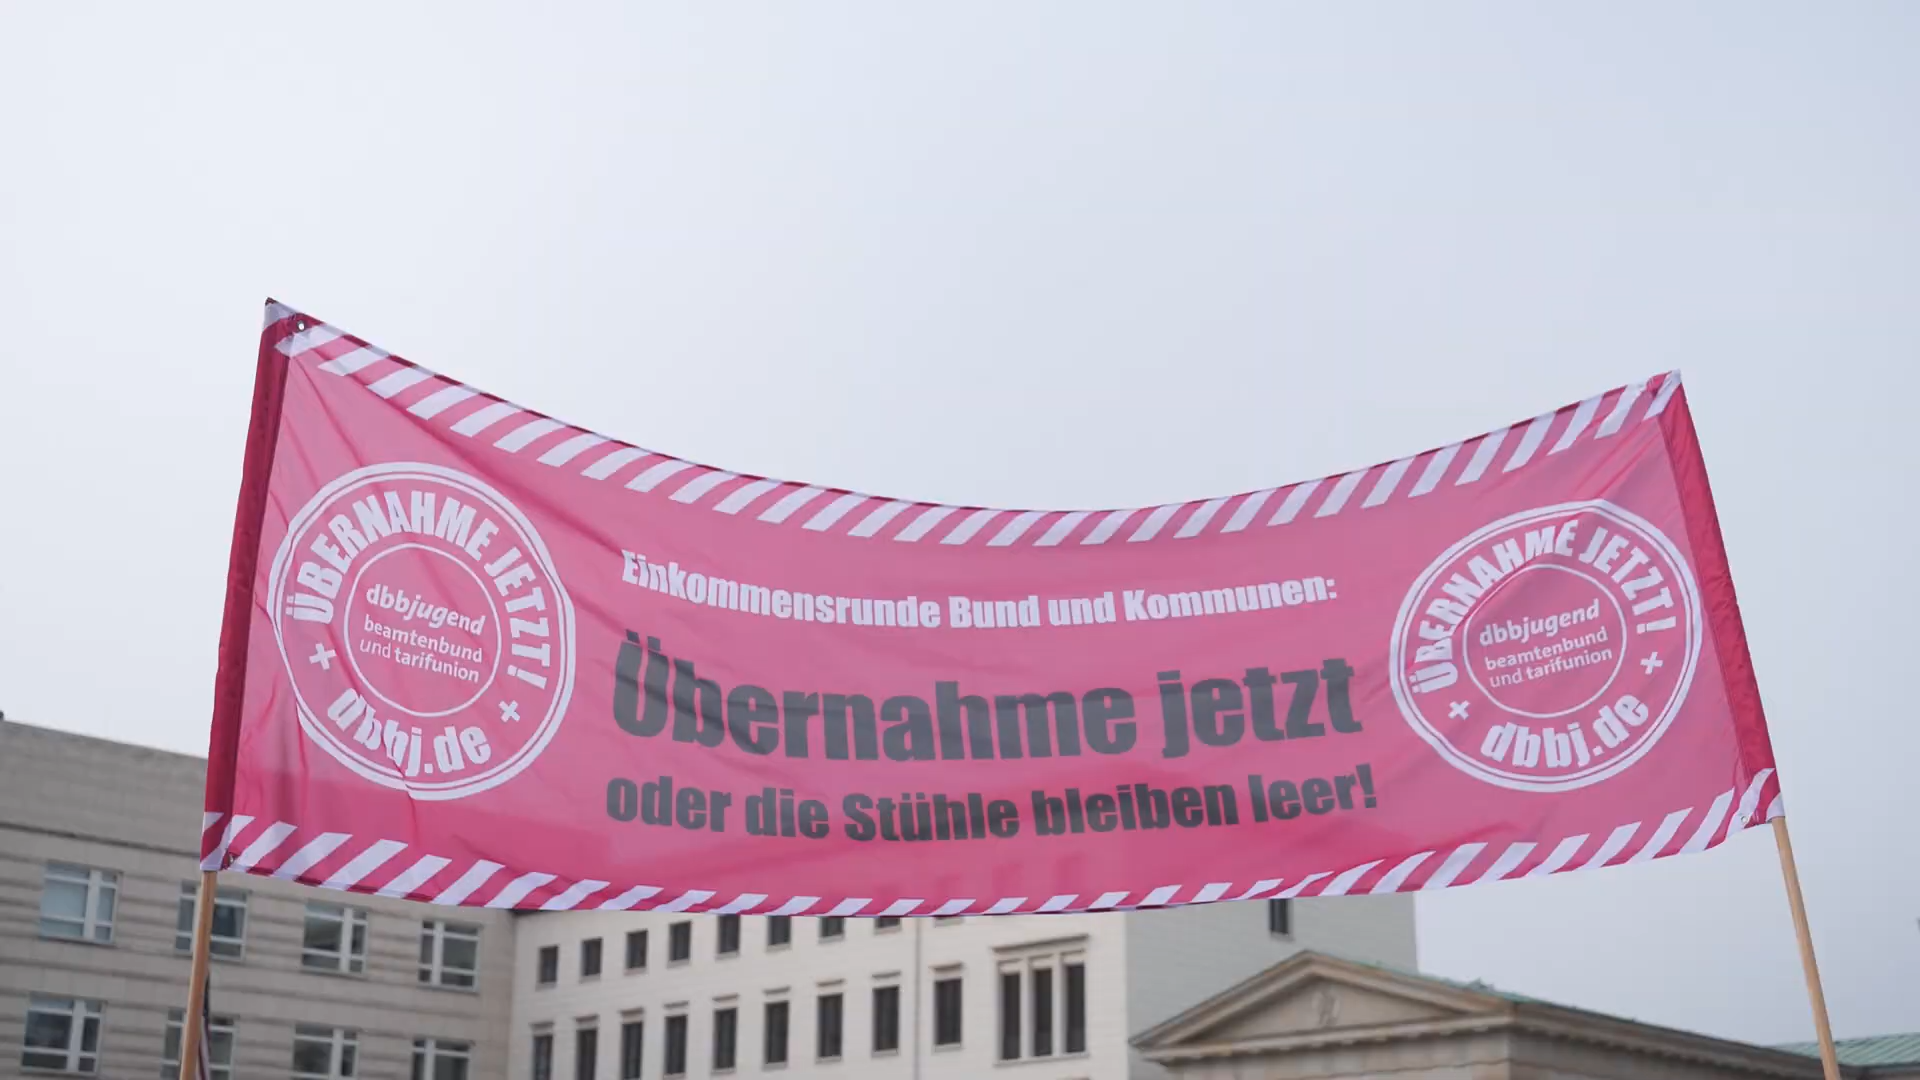 ÜBERNAHME JETZT!
dbbjugend
beamtenbund
und tarifunion
dbbj.de
Einkommensrunde Bund und Kommunen:
Übernahme jetzt
oder die Stühle bleiben leer!
ÜBERNAHME JETZT!
dbbjugend
beamtenbund
und tarifunion
dbbj.de